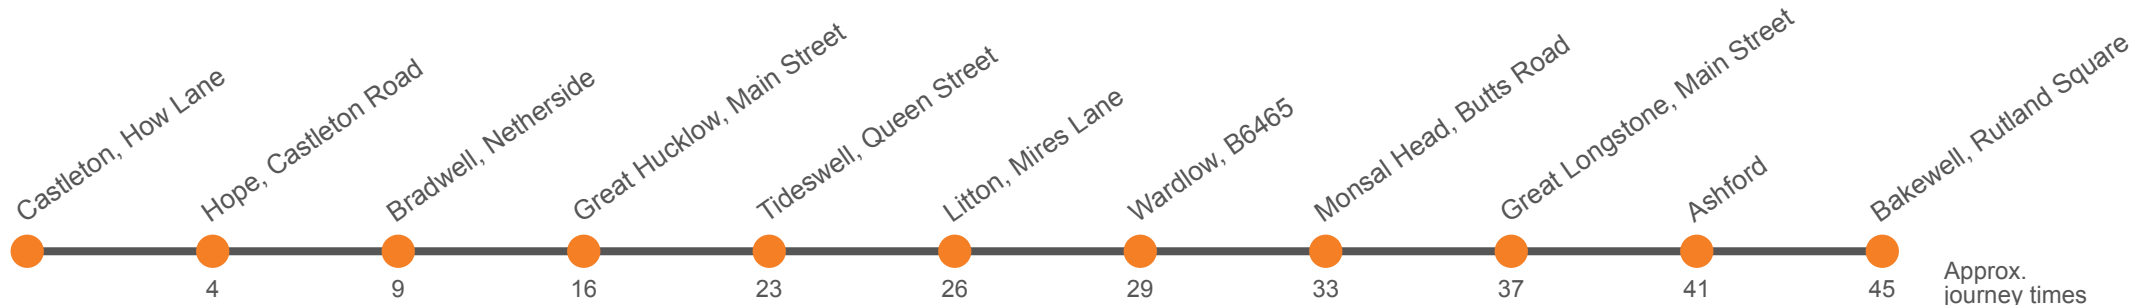 Castleton, How Lane
Hope, Castleton Road
Bradwell, Netherside
Great Hucklow, Main Street
Tideswell, Queen Street
Litton, Mires Lane
Wardlow, B6465
Monsal Head, Butts Road
Great Longstone, Main Street
Ashford
Bakewell, Rutland Square
4 9 16 23 26 29 33 37 41 45
Approx.
journey times